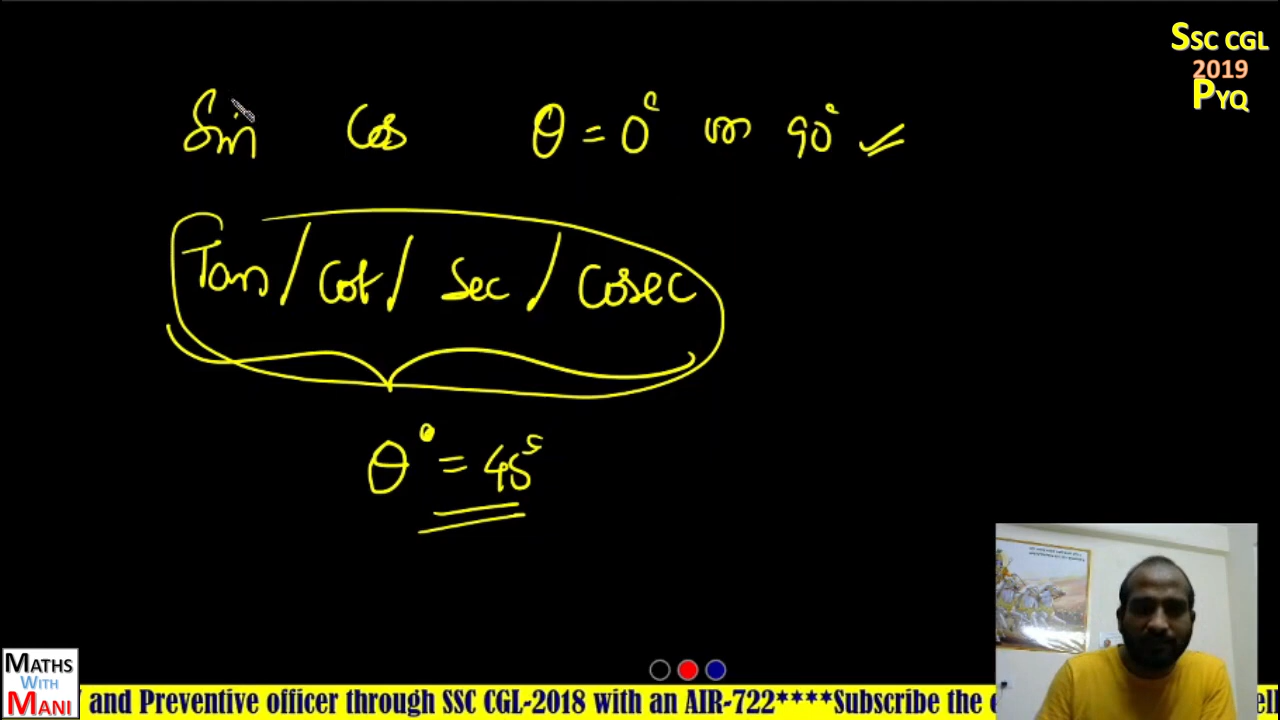 SSC CGL
2019
PYQ
Sin Cos θ = 0° or 90°
Tan / Cot / Sec / Cosec
θ° = 45°
MATHS
WITH
MANI
and Preventive officer through SSC CGL-2018 with an AIR-722****Subscribe the